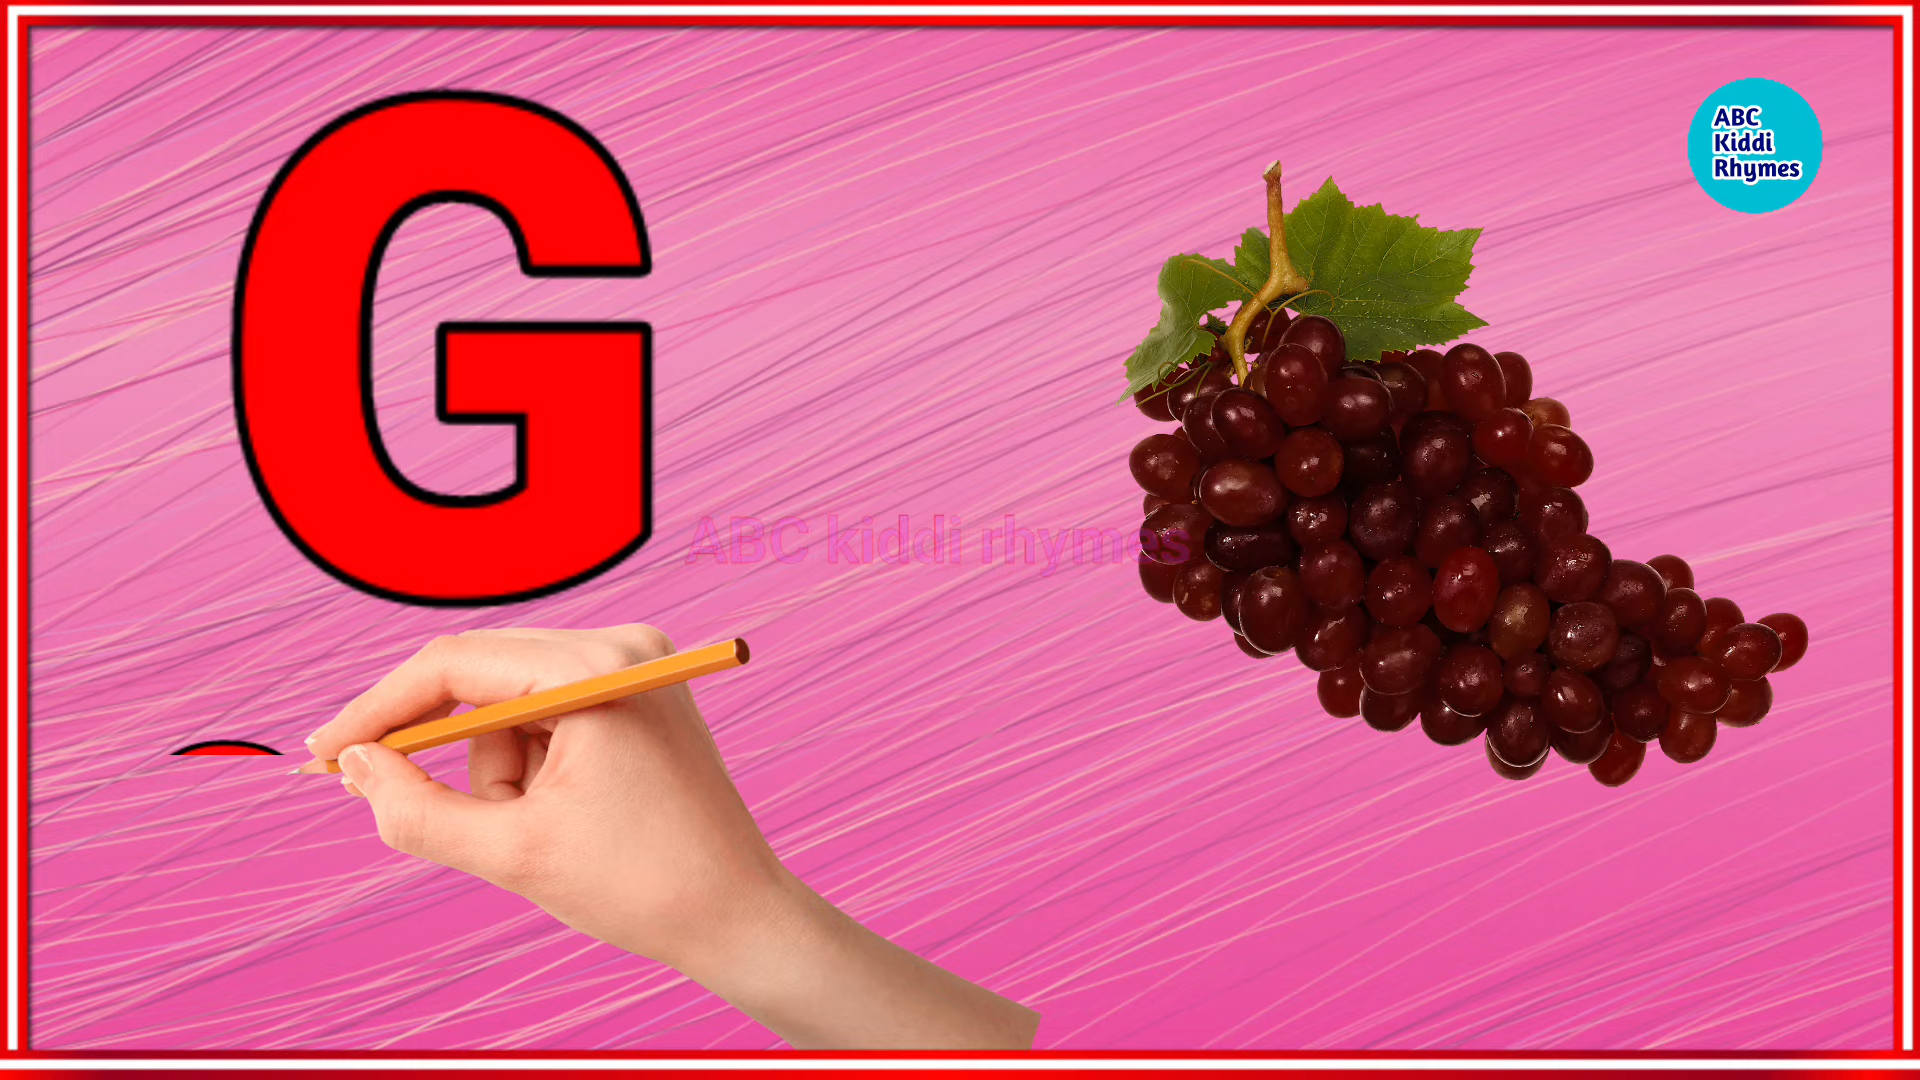 G
ABC
Kiddi
Rhymes
ABC kiddi rhymes